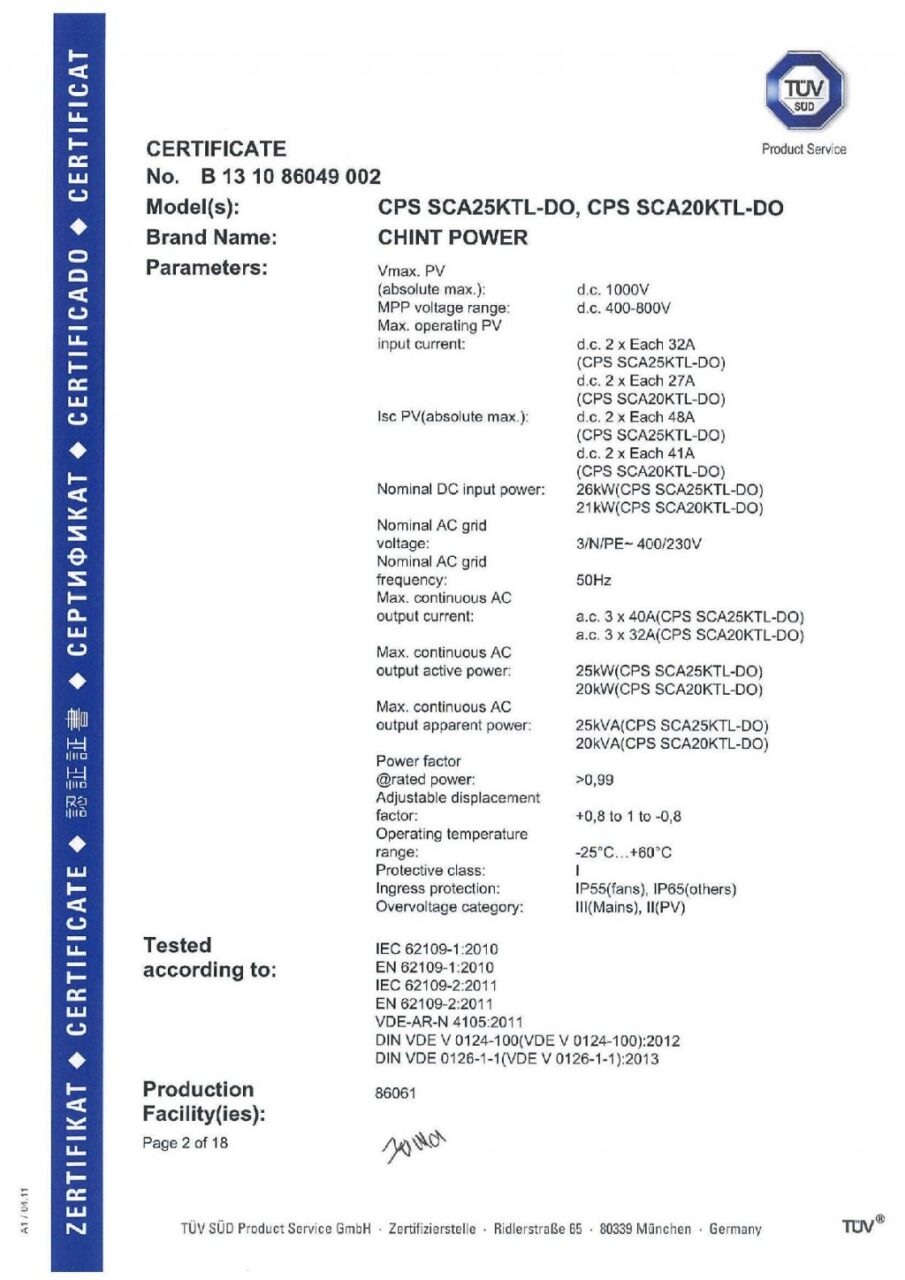 ZERTIFIKAT ◆ CERTIFICATE ◆ 認証証書 ◆ СЕРТИФИКАТ ◆ CERTIFICADO ◆ CERTIFICAT
TÜV
SÜD
Product Service
CERTIFICATE
No. B 13 10 86049 002
Model(s): CPS SCA25KTL-DO, CPS SCA20KTL-DO
Brand Name: CHINT POWER
Parameters:
Vmax. PV
(absolute max.): d.c. 1000V
MPP voltage range: d.c. 400-800V
Max. operating PV
input current: d.c. 2 x Each 32A
(CPS SCA25KTL-DO)
d.c. 2 x Each 27A
(CPS SCA20KTL-DO)
Isc PV(absolute max.): d.c. 2 x Each 48A
(CPS SCA25KTL-DO)
d.c. 2 x Each 41A
(CPS SCA20KTL-DO)
Nominal DC input power: 26kW(CPS SCA25KTL-DO)
21kW(CPS SCA20KTL-DO)
Nominal AC grid
voltage: 3/N/PE~ 400/230V
Nominal AC grid
frequency: 50Hz
Max. continuous AC
output current: a.c. 3 x 40A(CPS SCA25KTL-DO)
a.c. 3 x 32A(CPS SCA20KTL-DO)
Max. continuous AC
output active power: 25kW(CPS SCA25KTL-DO)
20kW(CPS SCA20KTL-DO)
Max. continuous AC
output apparent power: 25kVA(CPS SCA25KTL-DO)
20kVA(CPS SCA20KTL-DO)
Power factor
@rated power: >0,99
Adjustable displacement
factor: +0,8 to 1 to -0,8
Operating temperature
range: -25°C...+60°C
Protective class: I
Ingress protection: IP55(fans), IP65(others)
Overvoltage category: III(Mains), II(PV)
Tested
according to:
IEC 62109-1:2010
EN 62109-1:2010
IEC 62109-2:2011
EN 62109-2:2011
VDE-AR-N 4105:2011
DIN VDE V 0124-100(VDE V 0124-100):2012
DIN VDE 0126-1-1(VDE V 0126-1-1):2013
Production
Facility(ies):
86061
Page 2 of 18
A1 / 04.11
TÜV SÜD Product Service GmbH · Zertifizierstelle · Ridlerstraße 65 · 80339 München · Germany
TÜV®